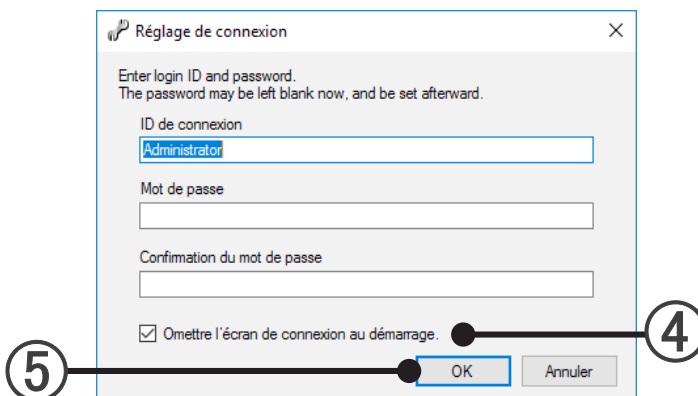 Réglage de connexion
Enter login ID and password.
The password may be left blank now, and be set afterward.
ID de connexion
Administrator
Mot de passe
Confirmation du mot de passe
Omettre l'écran de connexion au démarrage.
4
5
OK
Annuler